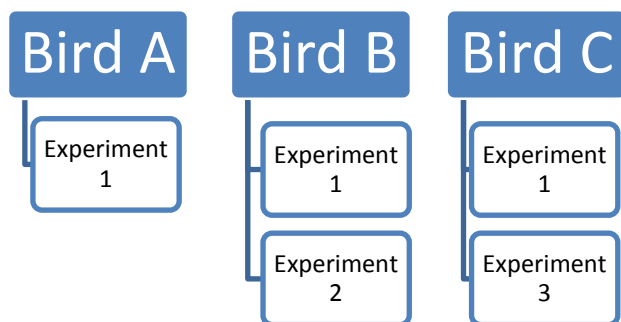 Bird A
Experiment
1
Bird B
Experiment
1
Experiment
2
Bird C
Experiment
1
Experiment
3